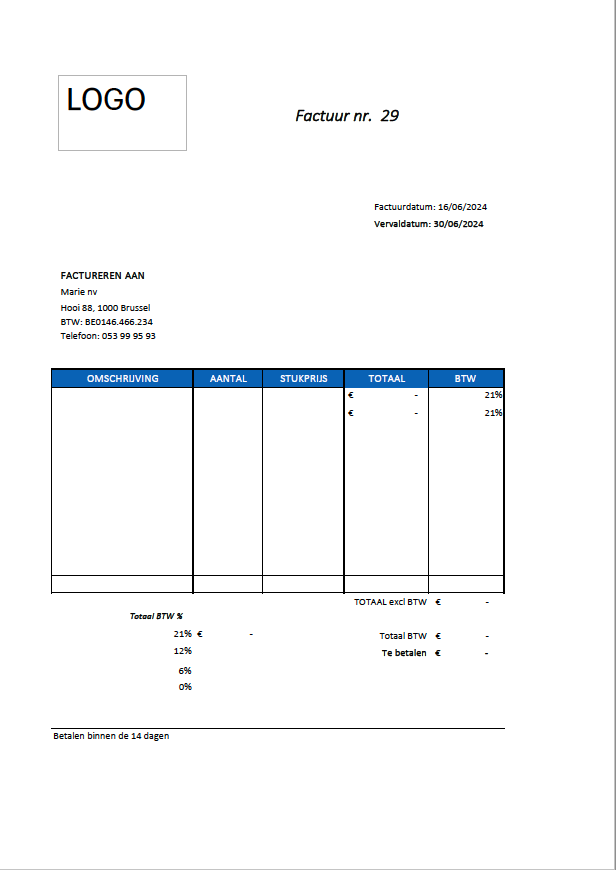 LOGO
Factuur nr. 29
Factuurdatum: 16/06/2024
Vervaldatum: 30/06/2024
FACTUREREN AAN
Marie nv
Hooi 88, 1000 Brussel
BTW: BE0146.466.234
Telefoon: 053 99 95 93
OMSCHRIJVING AANTAL STUKPRIJS TOTAAL BTW
€ - 21%
€ - 21%
TOTAAL excl BTW € -
Totaal BTW %
21% € - Totaal BTW € -
12% Te betalen € -
6%
0%
Betalen binnen de 14 dagen